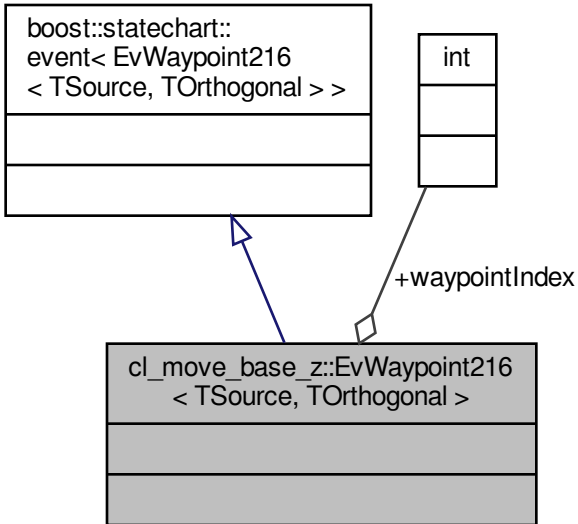 boost::statechart::
event< EvWaypoint216
< TSource, TOrthogonal > >
int
+waypointIndex
cl_move_base_z::EvWaypoint216
< TSource, TOrthogonal >